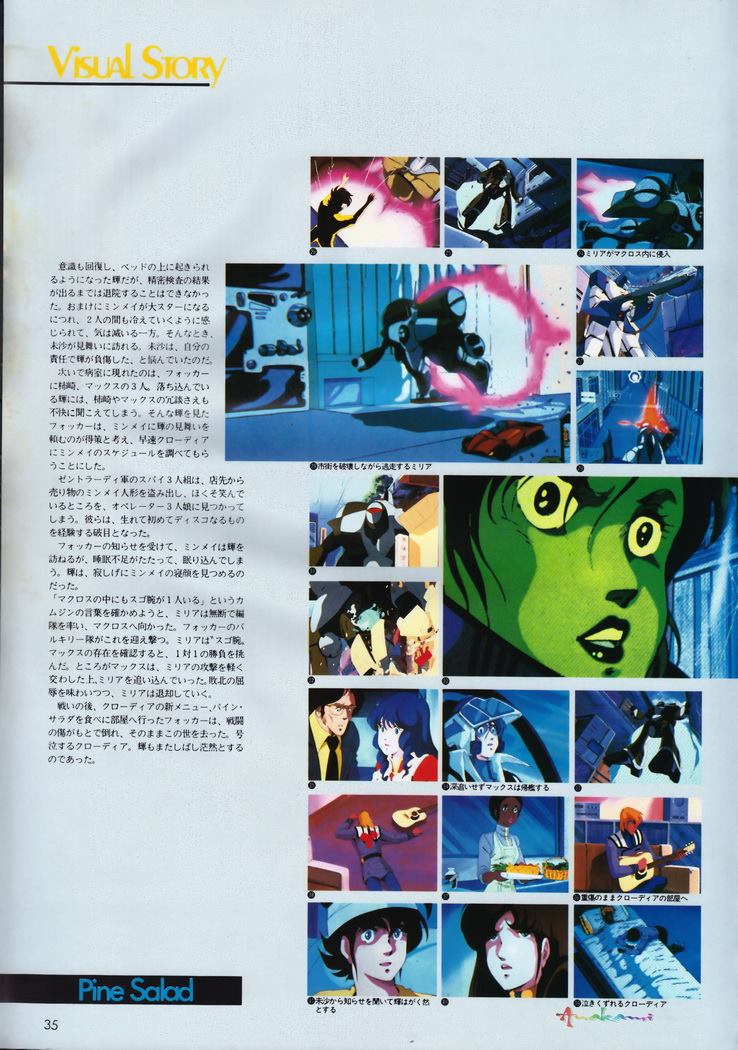 VISUAL STORY
意識も回復し、ベッドの上に起きられ
るようになった輝だが、精密検査の結果
が出るまでは退院することはできなかっ
た。おまけにミンメイが大スターになる
につれ、2人の間も冷えていくように感
じられて、気は滅いる一方。そんなとき、
未沙が見舞いに訪れる。未沙は、自分の
責任で輝が負傷した、と悩んでいたのだ。
次いで病室に現れたのは、フォッカー
に柿崎、マックスの3人。落ち込んでい
る輝には、柿崎やマックスの冗談さえも
不快に聞こえてしまう。そんな輝を見た
フォッカーは、ミンメイに輝の見舞いを
頼むのが得策と考え、早速クローディア
にミンメイのスケジュールを調べてもら
うことにした。
ゼントラーディ軍のスパイ3人組は、店先から
売り物のミンメイ人形を盗み出し、ほくそ笑んで
いるところを、オペレーター3人娘に見つかって
しまう。彼らは、生れて初めてディスコなるもの
を経験する破目となった。
フォッカーの知らせを受けて、ミンメイは輝を
訪ねるが、睡眠不足がたたって、眠り込んでしま
う。輝は、寂しげにミンメイの寝顔を見つめるの
だった。
「マクロスの中にもスゴ腕が1人いる」というカ
ムジンの言葉を確かめようと、ミリアは無断で編
隊を率い、マクロスへ向かった。フォッカーのバ
ルキリー隊がこれを迎え撃つ。ミリアは〝スゴ腕〟
マックスの存在を確認すると、1対1の勝負を挑
んだ。ところがマックスは、ミリアの攻撃を軽く
交わした上、ミリアを追い込んでいった。敗北の屈
辱を味わいつつ、ミリアは退却していく。
戦いの後、クローディアの新メニュー、パイン・
サラダを食べに部屋へ行ったフォッカーは、戦闘
の傷がもとで倒れ、そのままこの世を去った。号
泣するクローディア。輝もまたしばし茫然とする
のであった。
ミリアがマクロス内に侵入
市街を破壊しながら逃走するミリア
深追いせずマックスは帰艦する
重傷のままクローディアの部屋へ
未沙から知らせを聞いて輝はがく然
とする
泣きくずれるクローディア
Anakami
Pine Salad
35